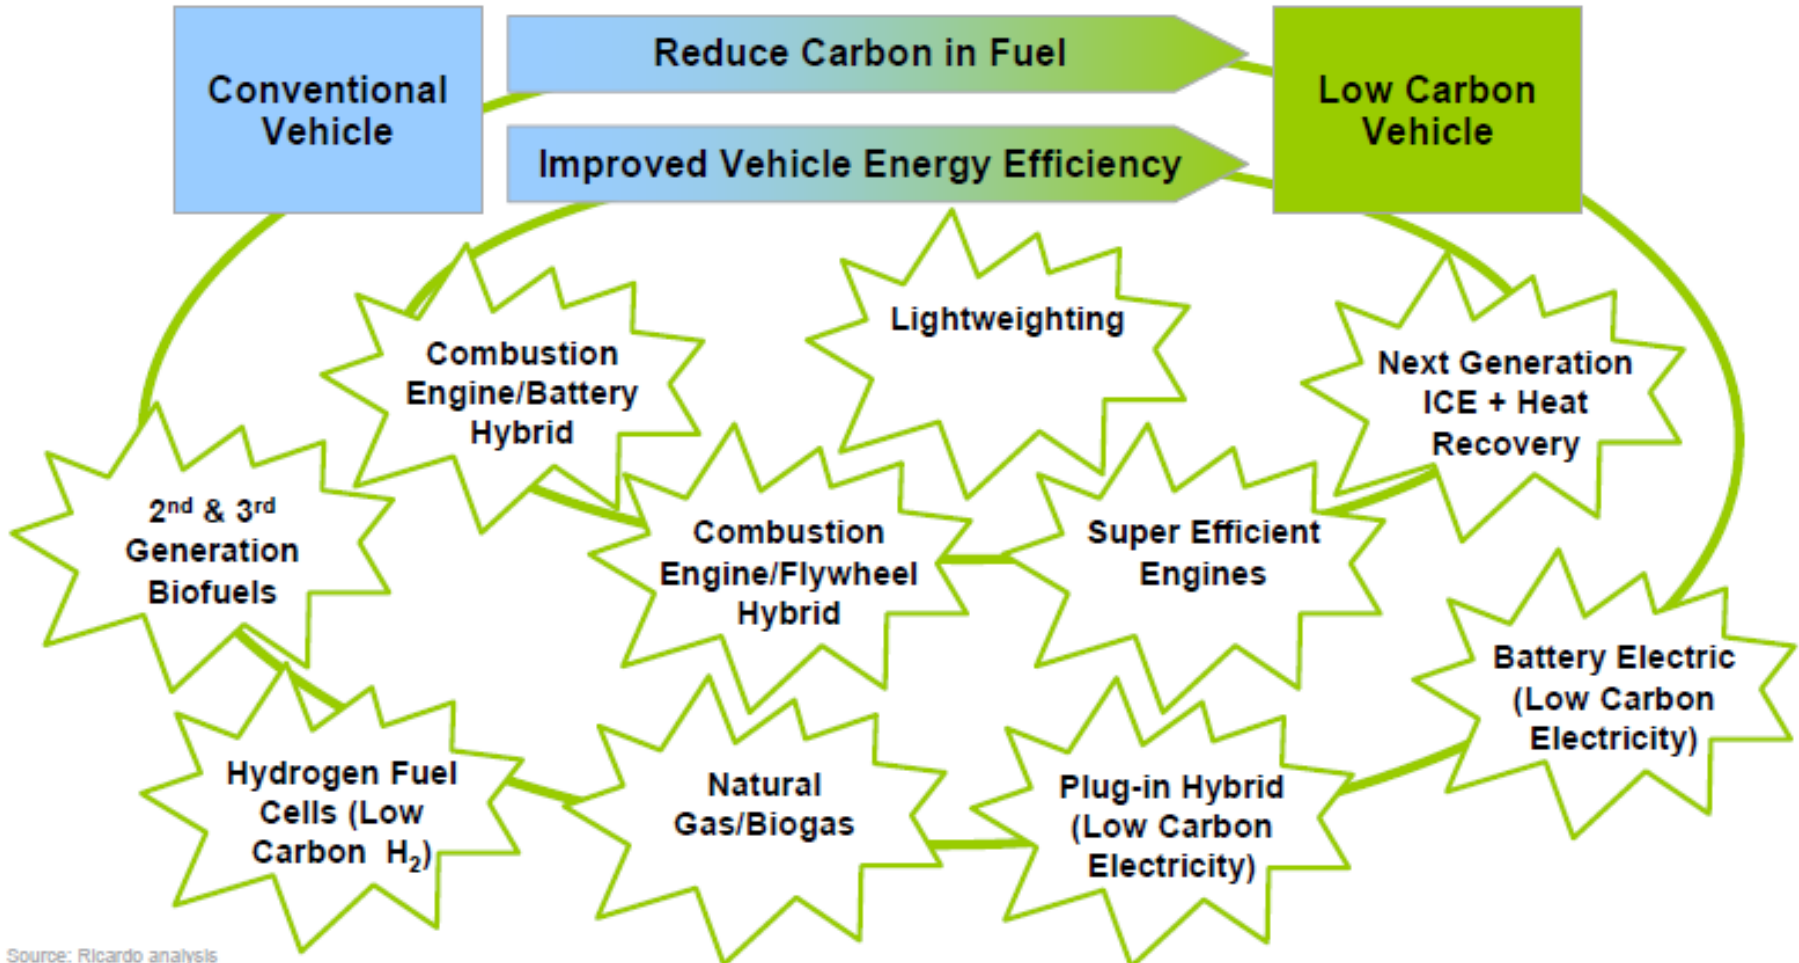 Conventional
Vehicle
Reduce Carbon in Fuel
Improved Vehicle Energy Efficiency
Low Carbon
Vehicle
Combustion
Engine/Battery
Hybrid
Lightweighting
Next Generation
ICE + Heat
Recovery
2nd & 3rd
Generation
Biofuels
Combustion
Engine/Flywheel
Hybrid
Super Efficient
Engines
Battery Electric
(Low Carbon
Electricity)
Hydrogen Fuel
Cells (Low
Carbon H₂)
Natural
Gas/Biogas
Plug-in Hybrid
(Low Carbon
Electricity)
Source: Ricardo analysis